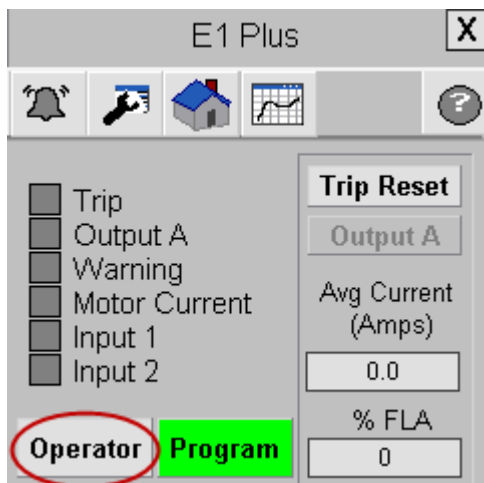 E1 Plus
X
?
Trip
Output A
Warning
Motor Current
Input 1
Input 2
Operator
Program
Trip Reset
Output A
Avg Current
(Amps)
0.0
% FLA
0